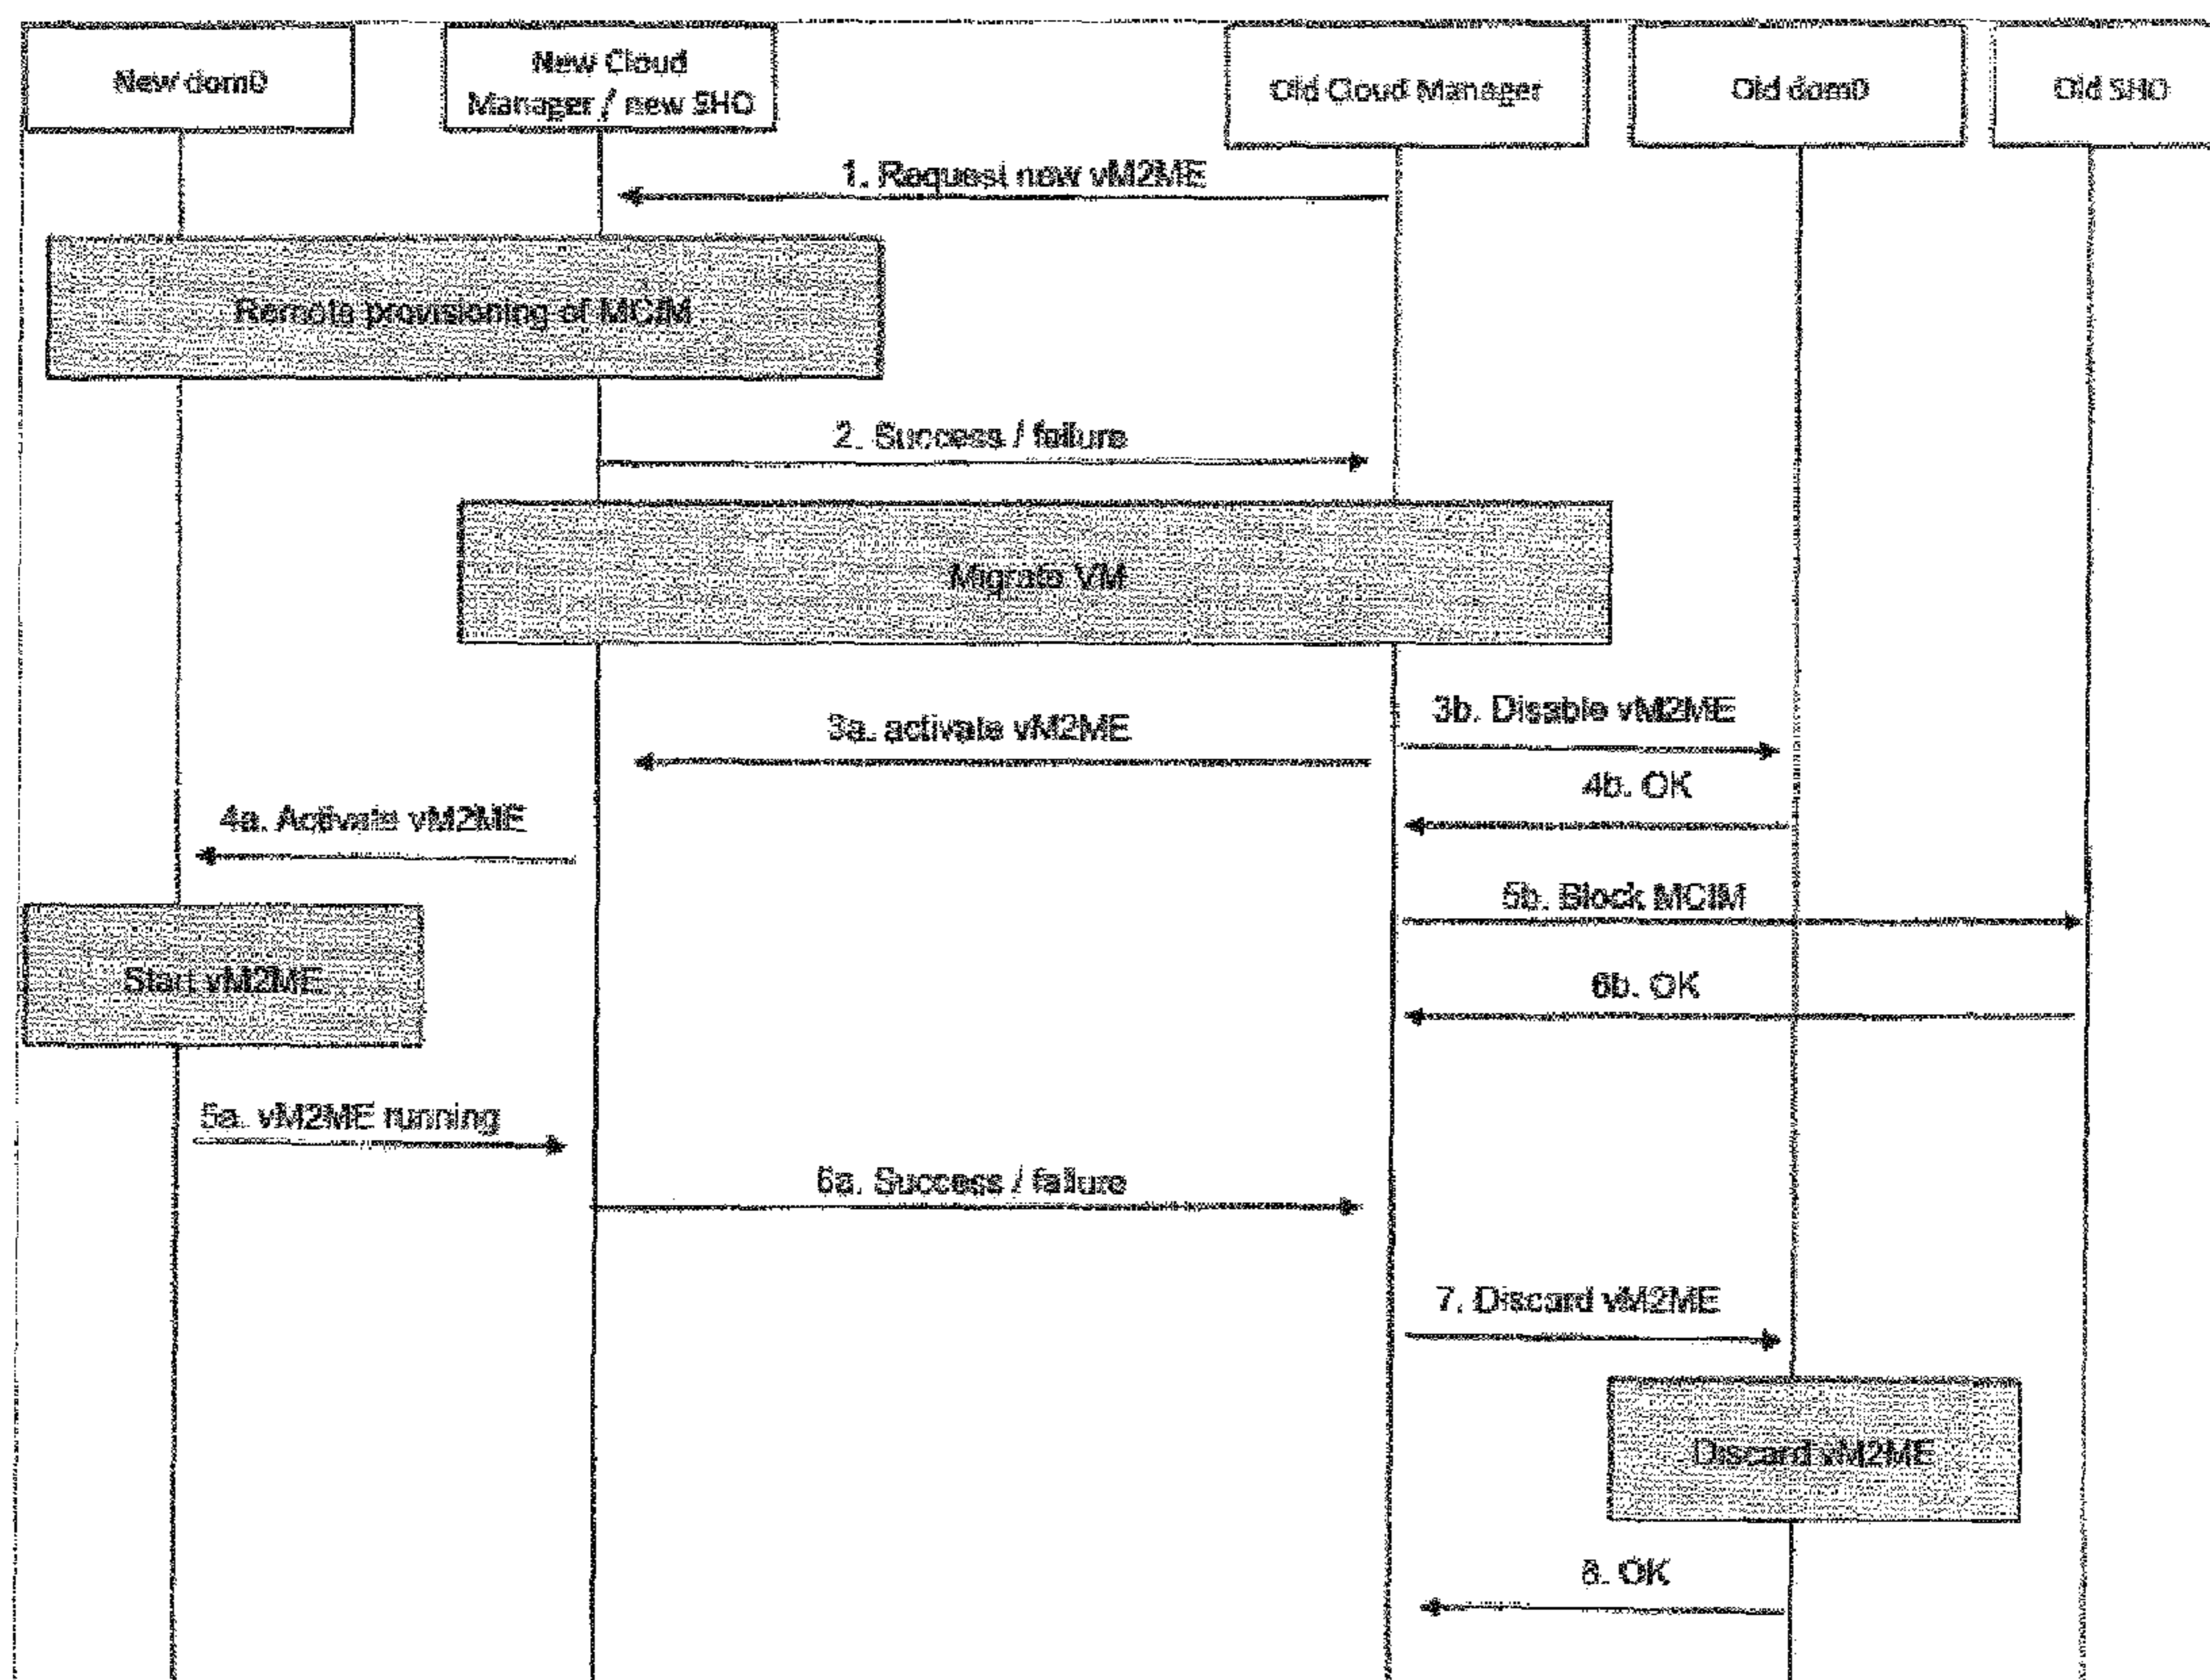 New dom0
New Cloud
Manager / new SHO
Old Cloud Manager
Old dom0
Old SHO
1. Request new vM2ME
Remote provisioning of MCIM
2. Success / failure
Migrate VM
3a. activate vM2ME
3b. Disable vM2ME
4b. OK
4a. Activate vM2ME
5b. Block MCIM
Start vM2ME
6b. OK
5a. vM2ME running
6a. Success / failure
7. Discard vM2ME
Discard vM2ME
8. OK